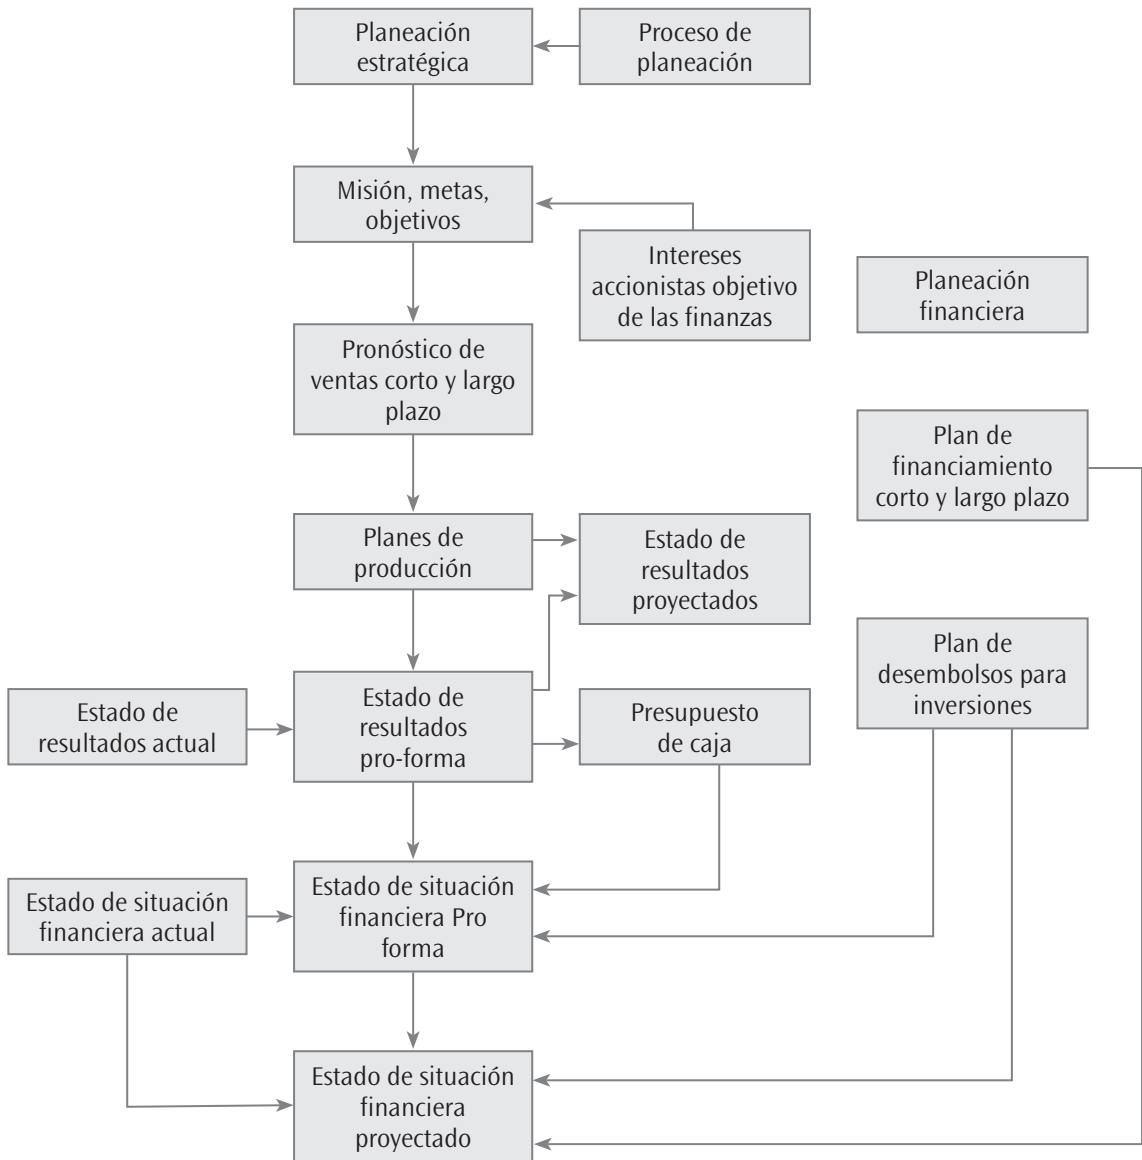 Planeación
estratégica
Proceso de
planeación
Misión, metas,
objetivos
Intereses
accionistas objetivo
de las finanzas
Planeación
financiera
Pronóstico de
ventas corto y largo
plazo
Plan de
financiamiento
corto y largo plazo
Planes de
producción
Estado de
resultados
proyectados
Plan de
desembolsos para
inversiones
Estado de
resultados actual
Estado de
resultados
pro-forma
Presupuesto
de caja
Estado de situación
financiera actual
Estado de situación
financiera Pro
forma
Estado de situación
financiera
proyectado